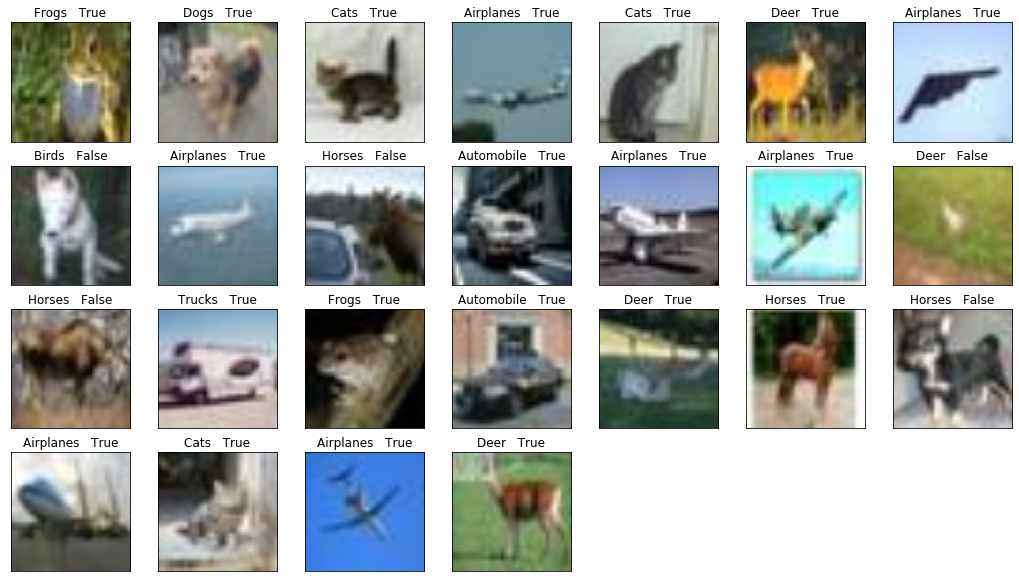 Frogs True Dogs True Cats True Airplanes True Cats True Deer True Airplanes True
Birds False Airplanes True Horses False Automobile True Airplanes True Airplanes True Deer False
Horses False Trucks True Frogs True Automobile True Deer True Horses True Horses False
Airplanes True Cats True Airplanes True Deer True